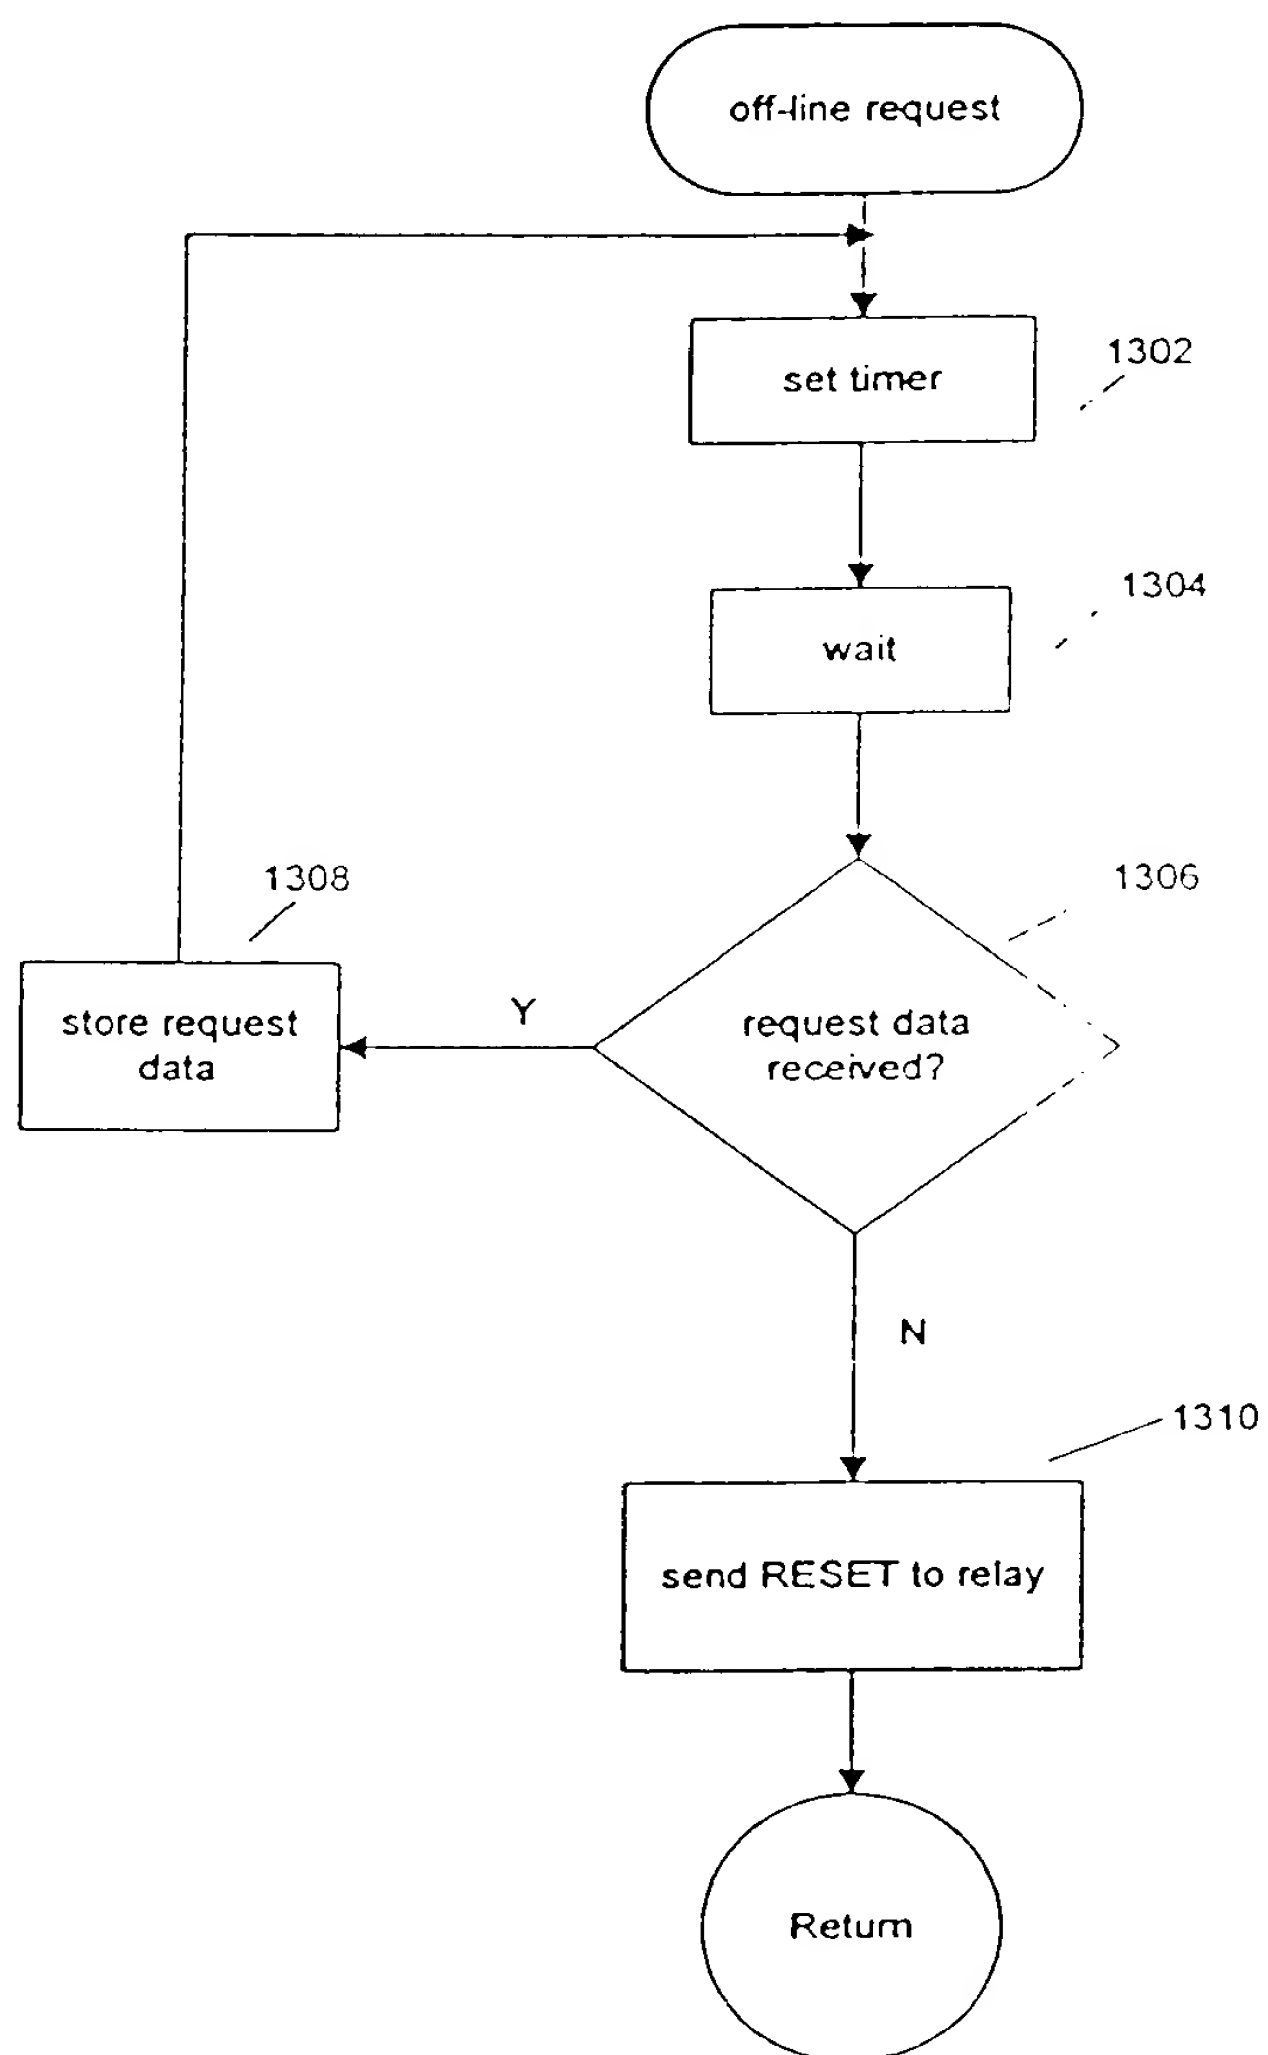 off-line request
set timer
1302
wait
1304
1308
1306
store request
data
Y
request data
received?
N
1310
send RESET to relay
Return